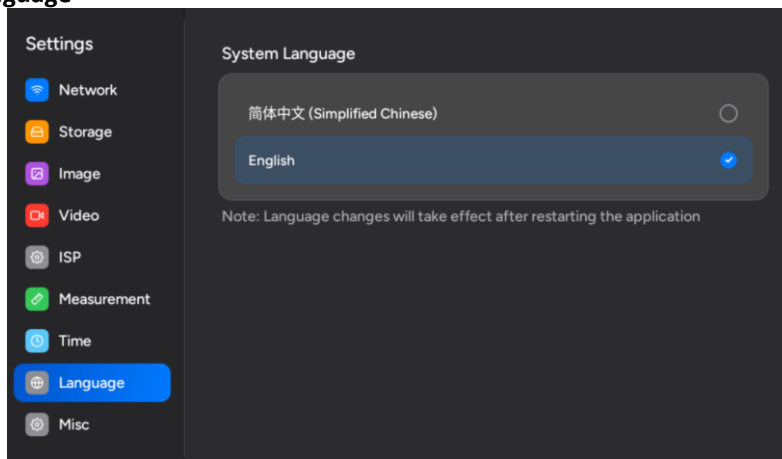 Settings
Network
Storage
Image
Video
ISP
Measurement
Time
Language
Misc
System Language
简体中文 (Simplified Chinese)
English
Note: Language changes will take effect after restarting the application